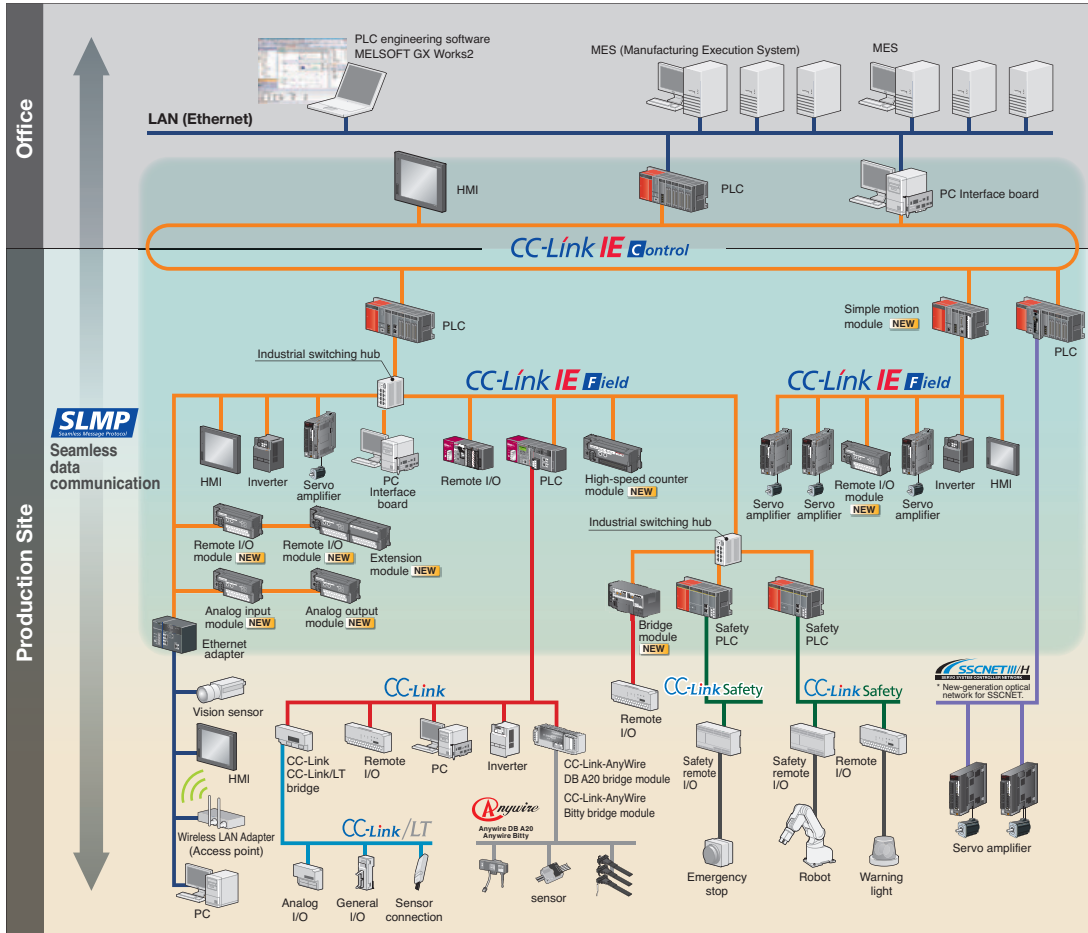 PLC engineering software
MELSOFT GX Works2
MES (Manufacturing Execution System)
MES
Office
LAN (Ethernet)
HMI
PLC
PC Interface board
CC-Link IE Control
PLC
Simple motion
module NEW
PLC
Industrial switching hub
CC-Link IE Field
CC-Link IE Field
SLMP
Seamless Message Protocol
Seamless
data
communication
Production Site
HMI
Inverter
Servo
amplifier
PC
Interface
board
Remote I/O
PLC
High-speed counter
module NEW
Servo
amplifier
Servo
amplifier
Remote I/O
module
NEW
Servo
amplifier
Inverter
HMI
Industrial switching hub
Remote I/O
module NEW
Remote I/O
module NEW
Extension
module NEW
Analog input
module NEW
Analog output
module NEW
Ethernet
adapter
Bridge
module
NEW
Safety
PLC
Safety
PLC
Vision sensor
HMI
Wireless LAN Adapter
(Access point)
PC
CC-Link
CC-Link
CC-Link/LT
bridge
Remote
I/O
PC
Inverter
CC-Link-AnyWire
DB A20 bridge module
CC-Link-AnyWire
Bitty bridge module
Remote
I/O
CC-Link Safety
CC-Link Safety
Safety
remote
I/O
Safety
remote
I/O
Remote
I/O
SSCNETIII/H
SERVO SYSTEM CONTROLLER NETWORK
* New-generation optical
network for SSCNET.
CC-Link/LT
Anywire
Anywire DB A20
Anywire Bitty
Analog
I/O
General
I/O
Sensor
connection
sensor
Emergency
stop
Robot
Warning
light
Servo amplifier